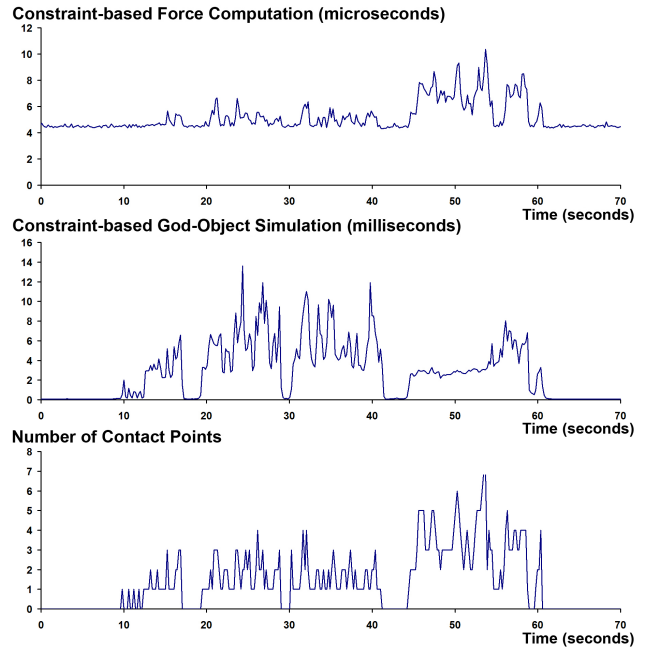 Constraint-based Force Computation (microseconds)
12
10
8
6
4
2
0
0 10 20 30 40 50 60 70
Time (seconds)
Constraint-based God-Object Simulation (milliseconds)
16
14
12
10
8
6
4
2
0
0 10 20 30 40 50 60 70
Time (seconds)
Number of Contact Points
8
7
6
5
4
3
2
1
0
0 10 20 30 40 50 60 70
Time (seconds)